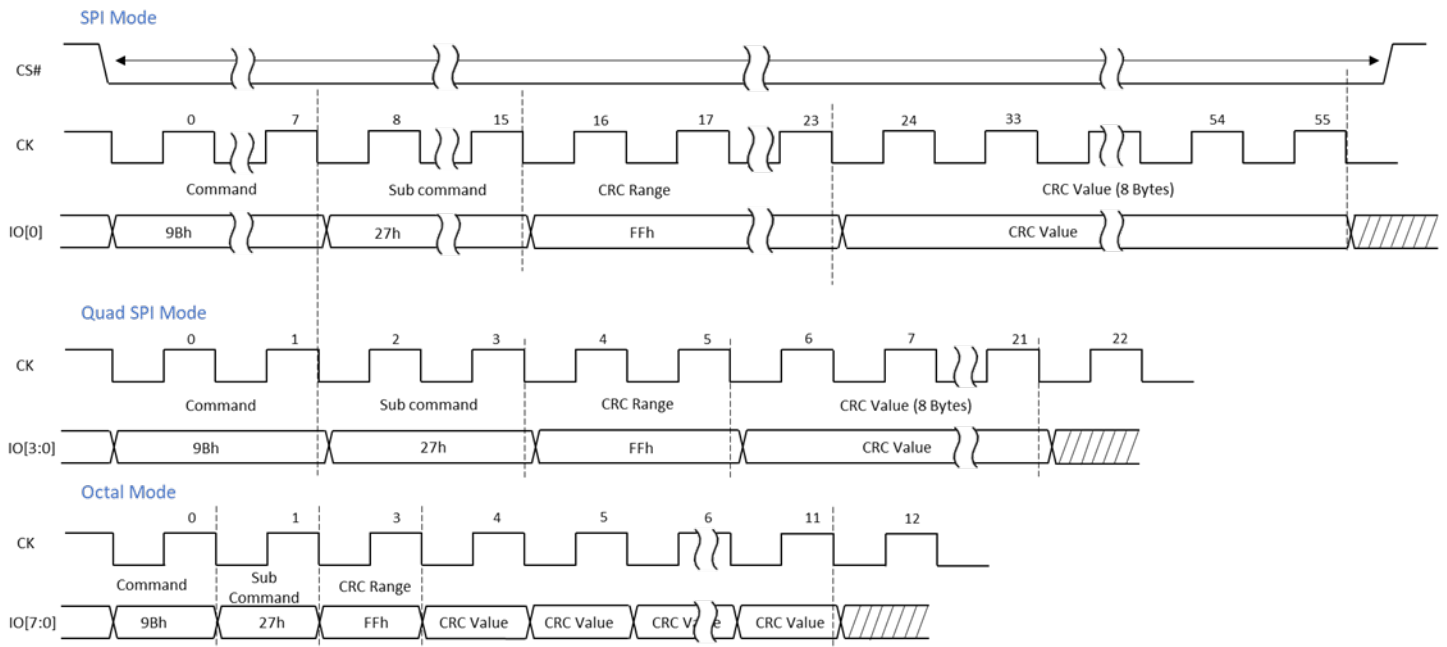 SPI Mode
CS#
0 7 8 15 16 17 23 24 33 54 55
CK
Command Sub command CRC Range CRC Value (8 Bytes)
IO[0] 9Bh 27h FFh CRC Value
Quad SPI Mode
0 1 2 3 4 5 6 7 21 22
CK
Command Sub command CRC Range CRC Value (8 Bytes)
IO[3:0] 9Bh 27h FFh CRC Value
Octal Mode
0 1 3 4 5 6 11 12
CK
Command Sub Command CRC Range
IO[7:0] 9Bh 27h FFh CRC Value CRC Value CRC Value CRC Value